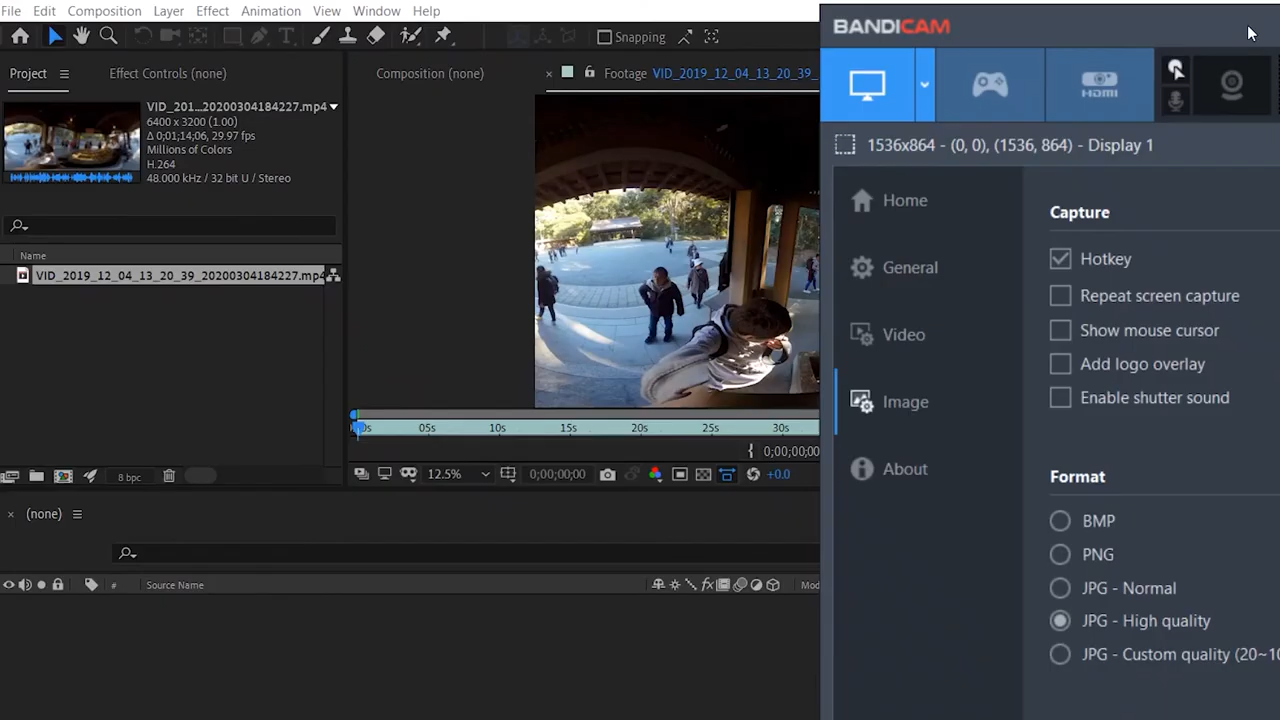 File Edit Composition Layer Effect Animation View Window Help
Snapping
Project
Effect Controls (none)
Composition (none)
Footage VID_2019_12_04_13_20_39_
VID_201...20200304184227.mp4
6400 x 3200 (1.00)
Δ 0;01;14;06, 29.97 fps
Millions of Colors
H.264
48.000 kHz / 32 bit U / Stereo
Name
VID_2019_12_04_13_20_39_20200304184227.mp4
8 bpc
05s 10s 15s 20s 25s 30s
0;00;00;00
12.5%
0;00;00;00
+0.0
(none)
#
Source Name
fx
Mod
BANDICAM
HDMI
1536x864 - (0, 0), (1536, 864) - Display 1
Home
General
Video
Image
About
Capture
Hotkey
Repeat screen capture
Show mouse cursor
Add logo overlay
Enable shutter sound
Format
BMP
PNG
JPG - Normal
JPG - High quality
JPG - Custom quality (20~10